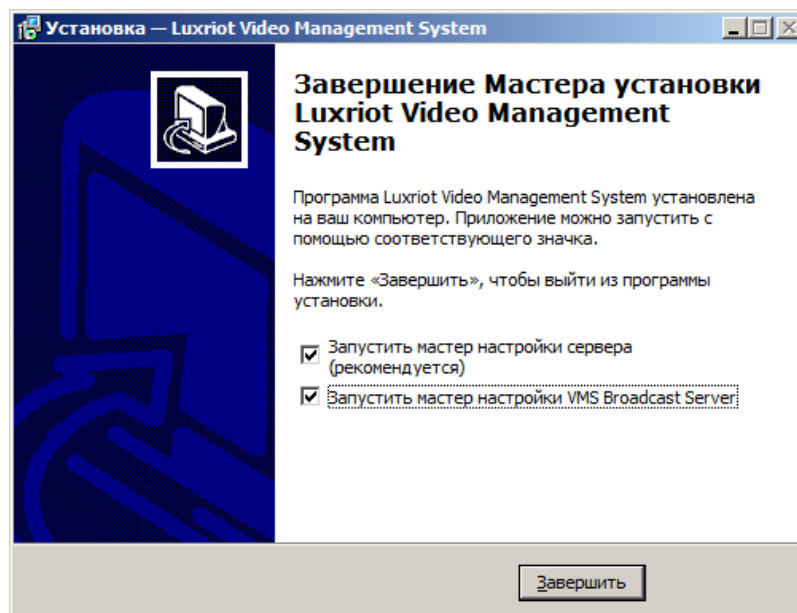 Установка — Luxriot Video Management System
Завершение Мастера установки
Luxriot Video Management
System
Программа Luxriot Video Management System установлена
на ваш компьютер. Приложение можно запустить с
помощью соответствующего значка.
Нажмите «Завершить», чтобы выйти из программы
установки.
Запустить мастер настройки сервера
(рекомендуется)
Запустить мастер настройки VMS Broadcast Server
Завершить